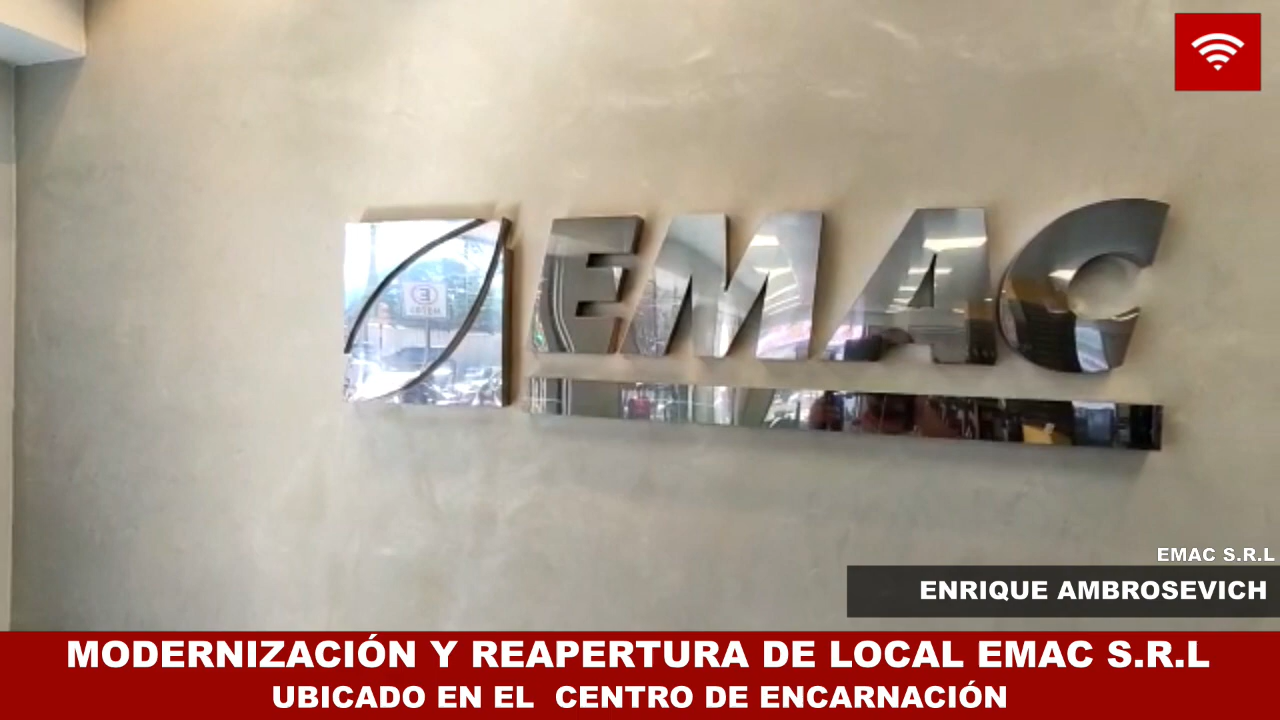 EMAC
E
EMAC S.R.L
ENRIQUE AMBROSEVICH
MODERNIZACIÓN Y REAPERTURA DE LOCAL EMAC S.R.L
UBICADO EN EL  CENTRO DE ENCARNACIÓN